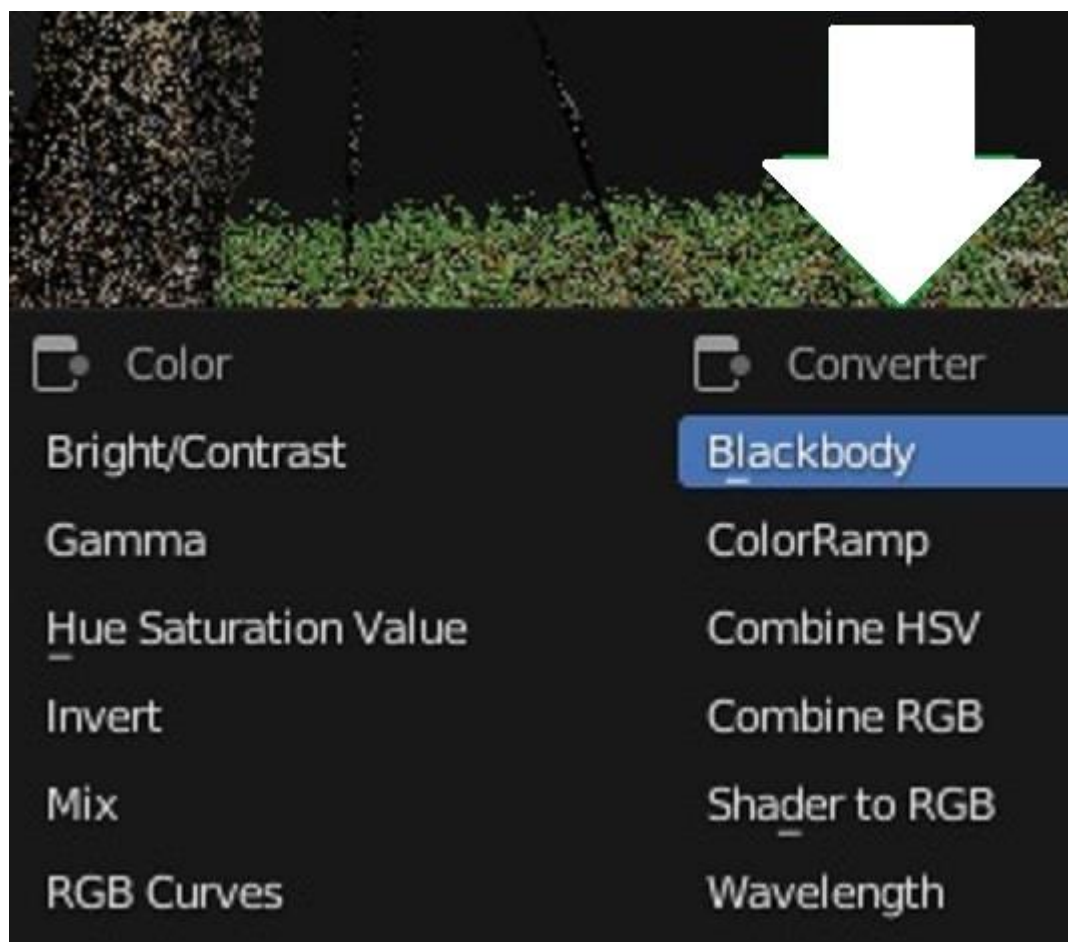 Color
Bright/Contrast
Gamma
Hue Saturation Value
Invert
Mix
RGB Curves
Converter
Blackbody
ColorRamp
Combine HSV
Combine RGB
Shader to RGB
Wavelength